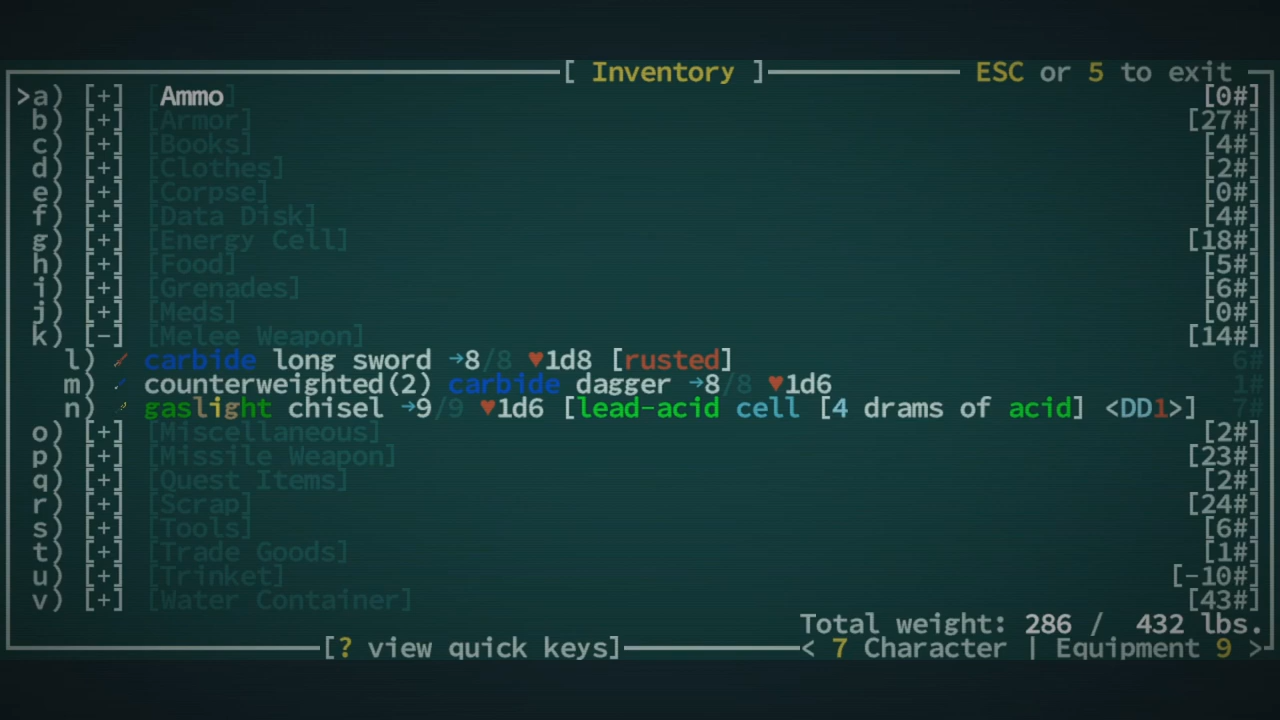 [ Inventory ] ESC or 5 to exit
>a) [+] [Ammo] [0#]
b) [+] [Armor] [27#]
c) [+] [Books] [4#]
d) [+] [Clothes] [2#]
e) [+] [Corpse] [0#]
f) [+] [Data Disk] [4#]
g) [+] [Energy Cell] [18#]
h) [+] [Food] [5#]
i) [+] [Grenades] [6#]
j) [+] [Meds] [0#]
k) [-] [Melee Weapon] [14#]
l) carbide long sword →8/8 ♥1d8 [rusted] 6#
m) counterweighted(2) carbide dagger →8/8 ♥1d6 1#
n) gaslight chisel →9/9 ♥1d6 [lead-acid cell [4 drams of acid] <DD1>] 7#
o) [+] [Miscellaneous] [2#]
p) [+] [Missile Weapon] [23#]
q) [+] [Quest Items] [2#]
r) [+] [Scrap] [24#]
s) [+] [Tools] [6#]
t) [+] [Trade Goods] [1#]
u) [+] [Trinket] [-10#]
v) [+] [Water Container] [43#]
Total weight: 286 / 432 lbs.
[? view quick keys] < 7 Character | Equipment 9 >